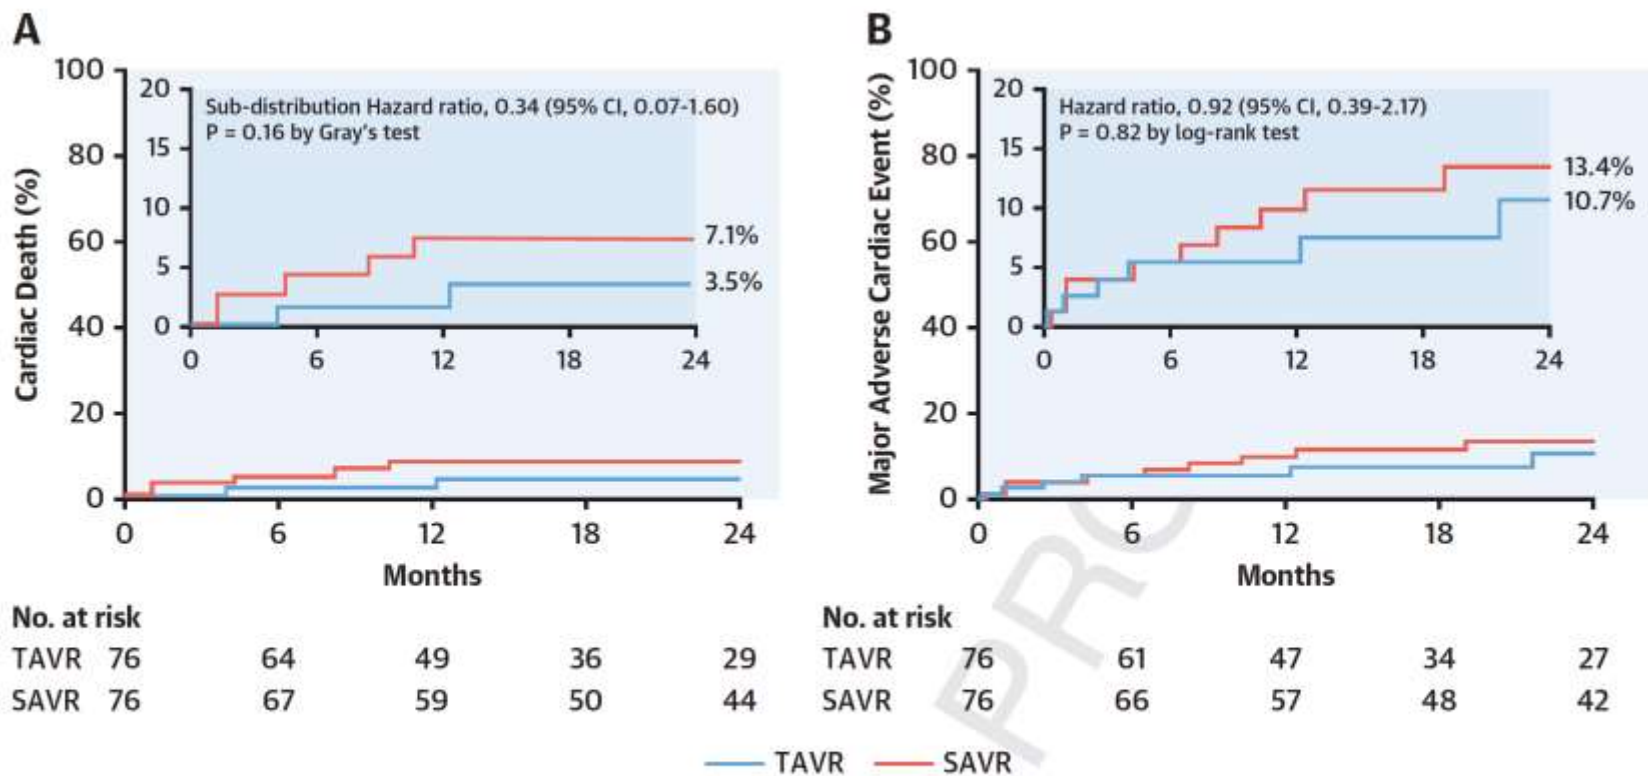 A
Cardiac Death (%)
100
80
60
40
20
0
20
15
10
5
0
Sub-distribution Hazard ratio, 0.34 (95% CI, 0.07-1.60)
P = 0.16 by Gray's test
7.1%
3.5%
0 6 12 18 24
0 6 12 18 24
Months
No. at risk
TAVR 76 64 49 36 29
SAVR 76 67 59 50 44
B
Major Adverse Cardiac Event (%)
100
80
60
40
20
0
20
15
10
5
0
Hazard ratio, 0.92 (95% CI, 0.39-2.17)
P = 0.82 by log-rank test
13.4%
10.7%
0 6 12 18 24
0 6 12 18 24
Months
No. at risk
TAVR 76 61 47 34 27
SAVR 76 66 57 48 42
TAVR SAVR